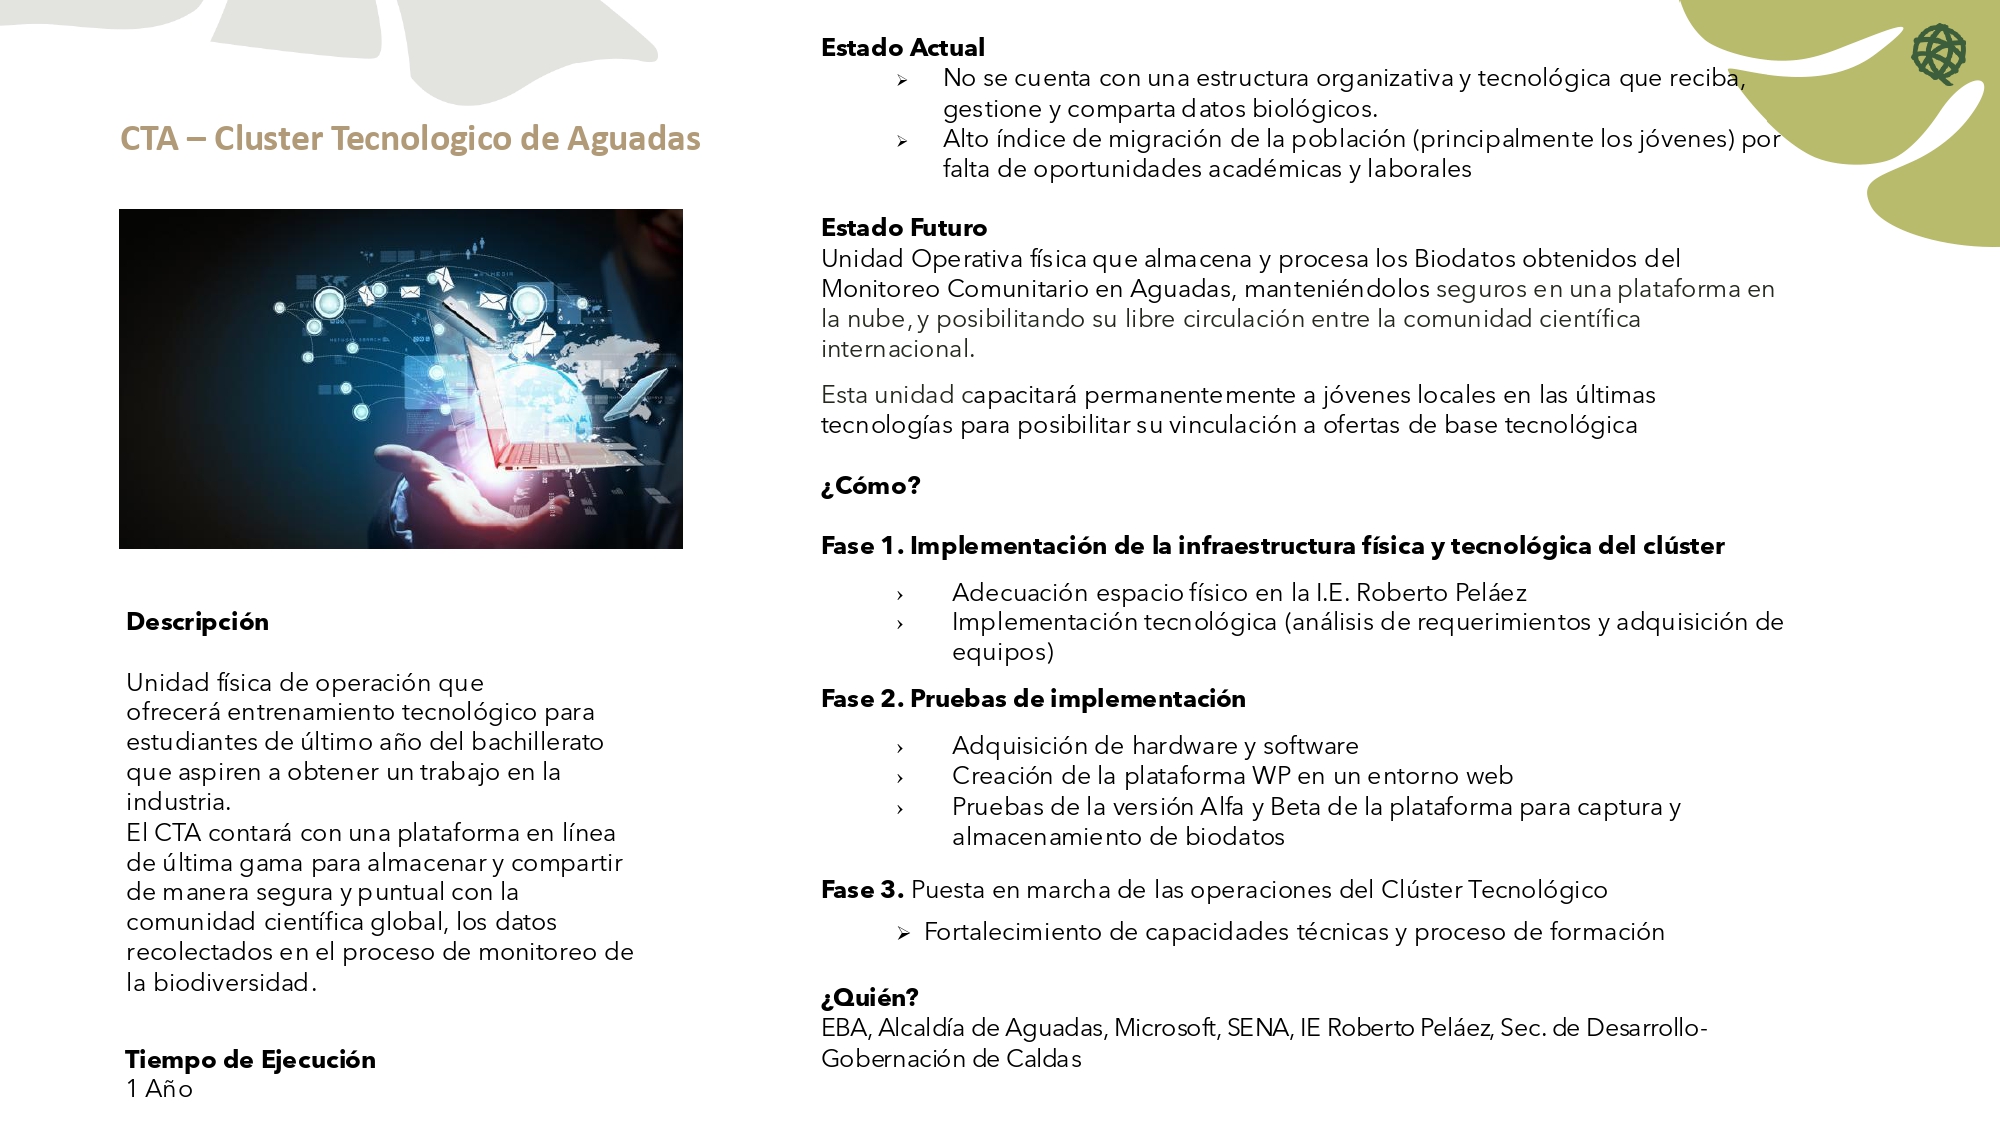 CTA – Cluster Tecnologico de Aguadas
Descripción
Unidad física de operación que
ofrecerá entrenamiento tecnológico para
estudiantes de último año del bachillerato
que aspiren a obtener un trabajo en la
industria.
El CTA contará con una plataforma en línea
de última gama para almacenar y compartir
de manera segura y puntual con la
comunidad científica global, los datos
recolectados en el proceso de monitoreo de
la biodiversidad.
Tiempo de Ejecución
1 Año
Estado Actual
➢ No se cuenta con una estructura organizativa y tecnológica que reciba,
gestione y comparta datos biológicos.
➢ Alto índice de migración de la población (principalmente los jóvenes) por
falta de oportunidades académicas y laborales
Estado Futuro
Unidad Operativa física que almacena y procesa los Biodatos obtenidos del
Monitoreo Comunitario en Aguadas, manteniéndolos seguros en una plataforma en
la nube, y posibilitando su libre circulación entre la comunidad científica
internacional.
Esta unidad capacitará permanentemente a jóvenes locales en las últimas
tecnologías para posibilitar su vinculación a ofertas de base tecnológica
¿Cómo?
Fase 1. Implementación de la infraestructura física y tecnológica del clúster
› Adecuación espacio físico en la I.E. Roberto Peláez
› Implementación tecnológica (análisis de requerimientos y adquisición de
equipos)
Fase 2. Pruebas de implementación
› Adquisición de hardware y software
› Creación de la plataforma WP en un entorno web
› Pruebas de la versión Alfa y Beta de la plataforma para captura y
almacenamiento de biodatos
Fase 3. Puesta en marcha de las operaciones del Clúster Tecnológico
➢ Fortalecimiento de capacidades técnicas y proceso de formación
¿Quién?
EBA, Alcaldía de Aguadas, Microsoft, SENA, IE Roberto Peláez, Sec. de Desarrollo-
Gobernación de Caldas